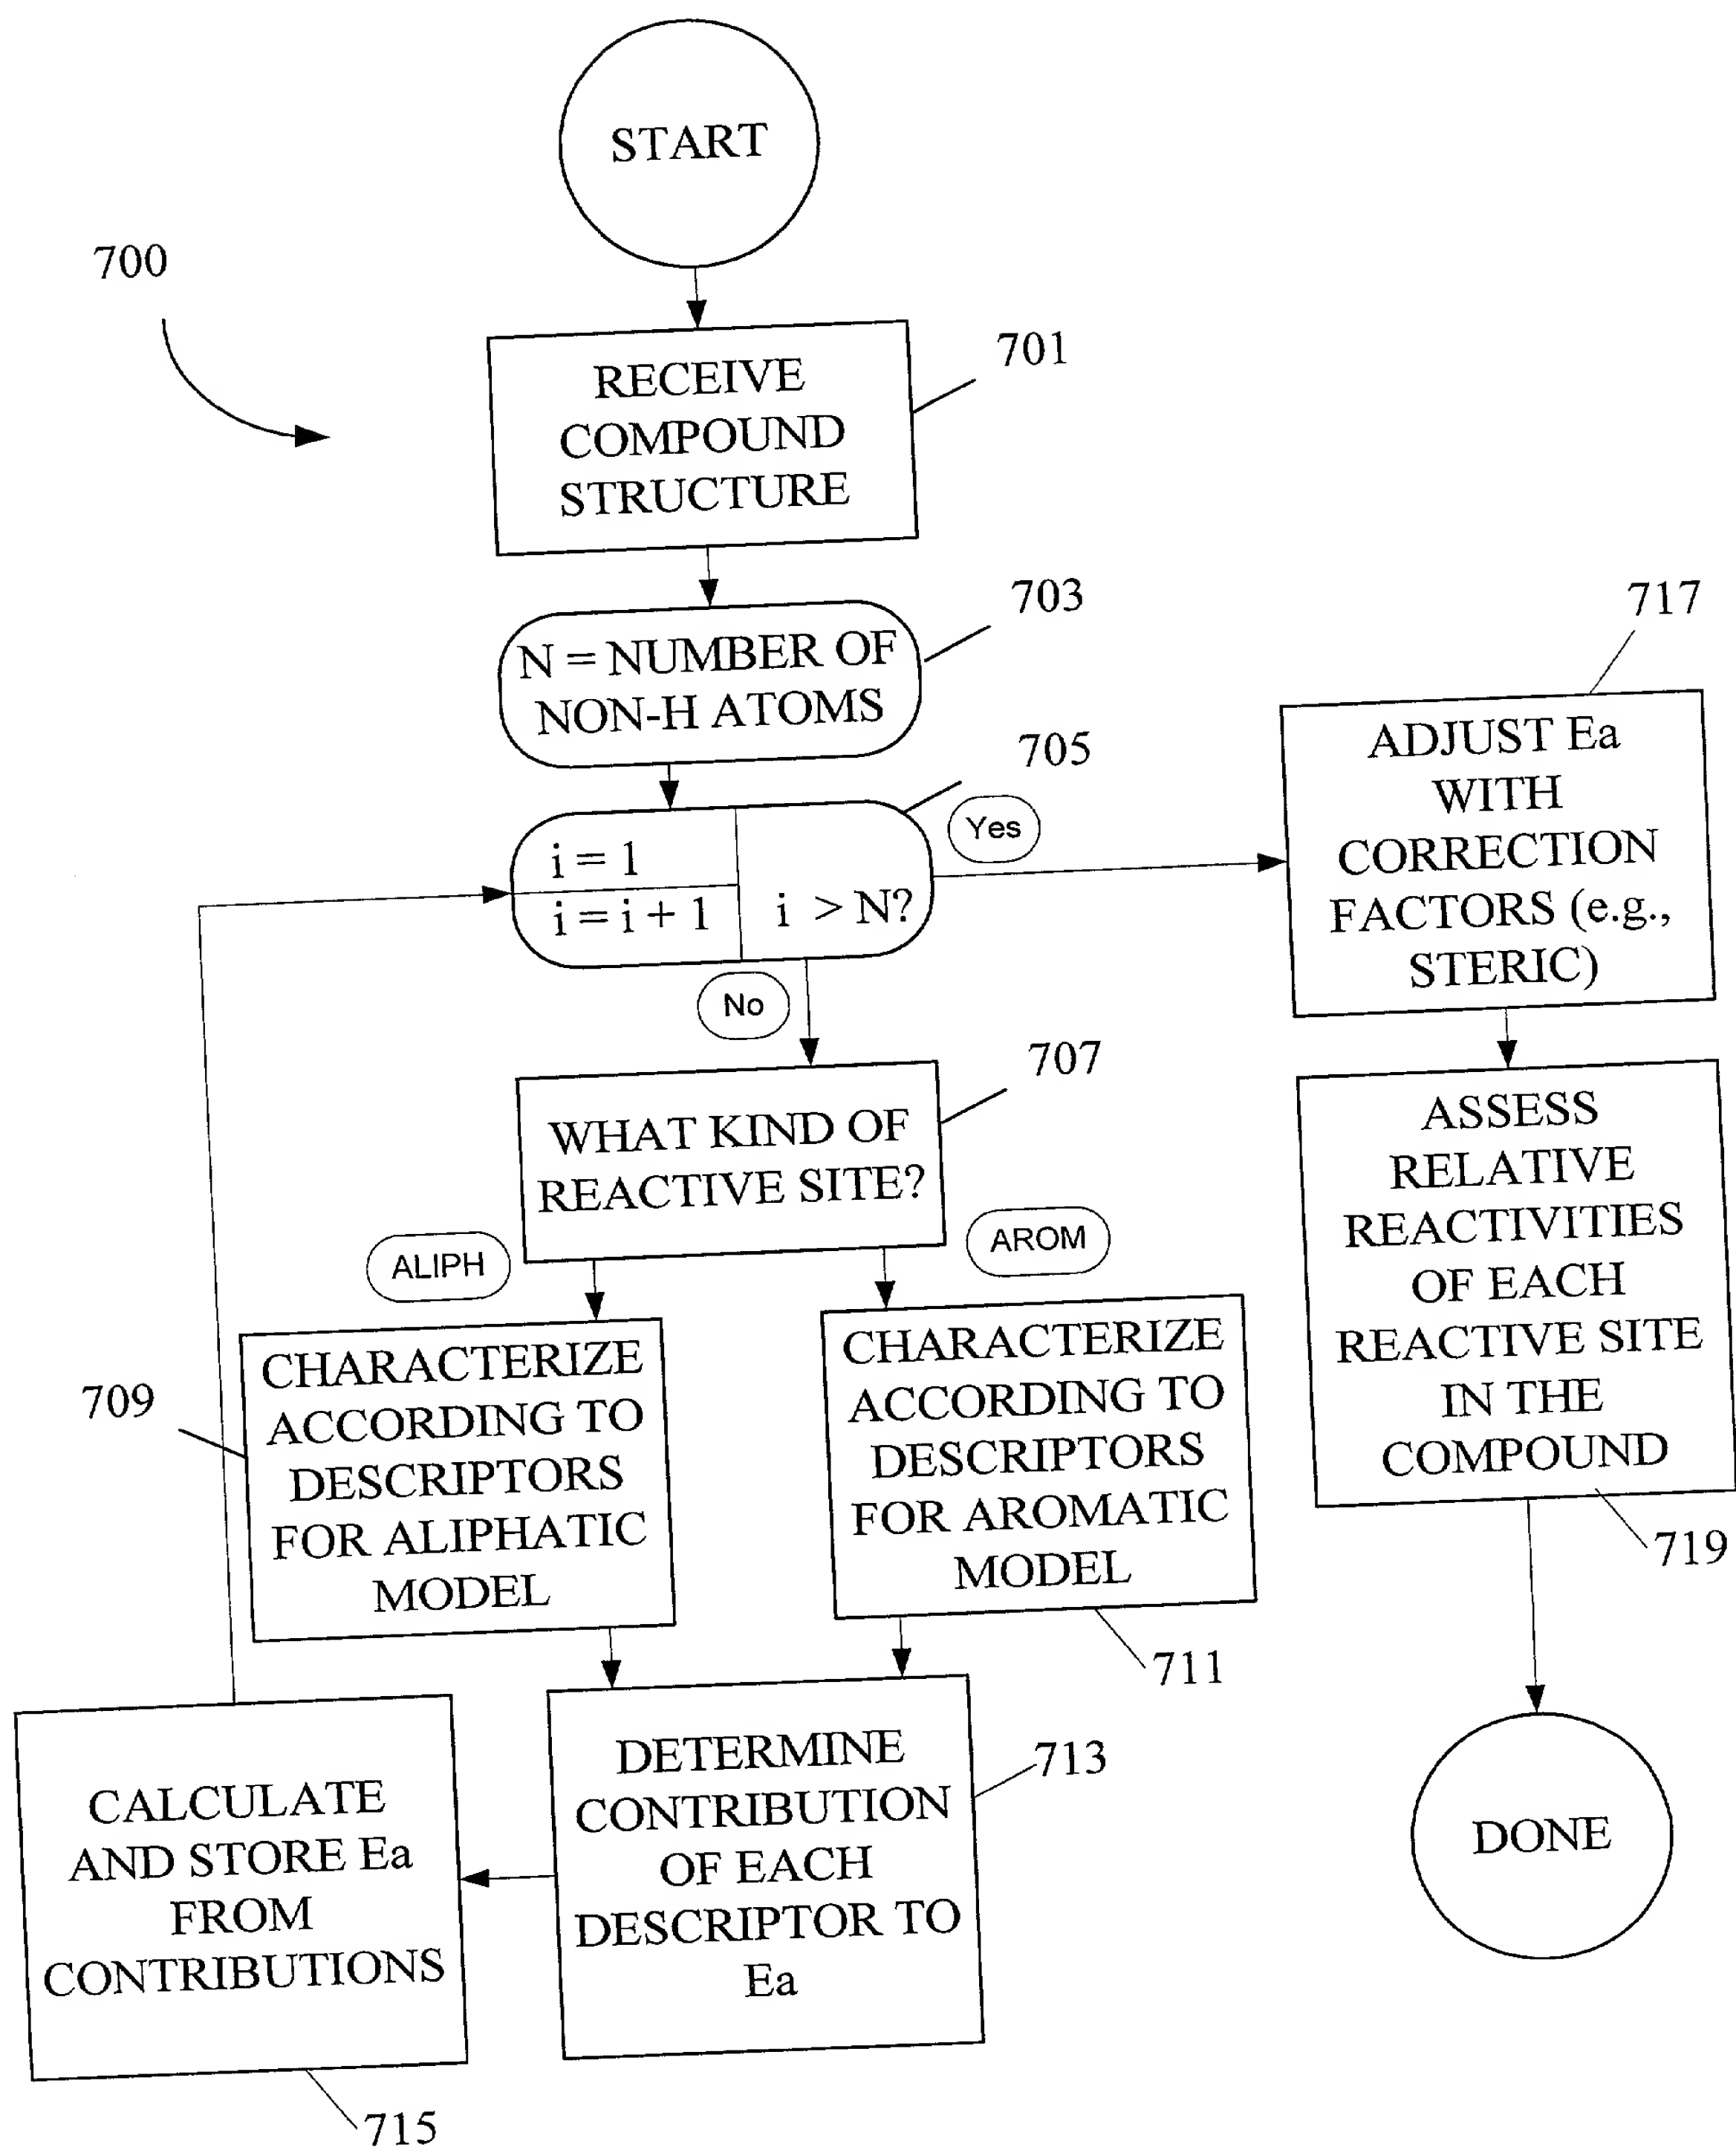 START
700
RECEIVE
COMPOUND
STRUCTURE
701
N = NUMBER OF
NON-H ATOMS
703
i = 1
i = i + 1
i > N?
705
Yes
No
WHAT KIND OF
REACTIVE SITE?
707
ALIPH
AROM
CHARACTERIZE
ACCORDING TO
DESCRIPTORS
FOR ALIPHATIC
MODEL
709
CHARACTERIZE
ACCORDING TO
DESCRIPTORS
FOR AROMATIC
MODEL
711
DETERMINE
CONTRIBUTION
OF EACH
DESCRIPTOR TO
Ea
713
CALCULATE
AND STORE Ea
FROM
CONTRIBUTIONS
715
717
ADJUST Ea
WITH
CORRECTION
FACTORS (e.g.,
STERIC)
ASSESS
RELATIVE
REACTIVITIES
OF EACH
REACTIVE SITE
IN THE
COMPOUND
719
DONE